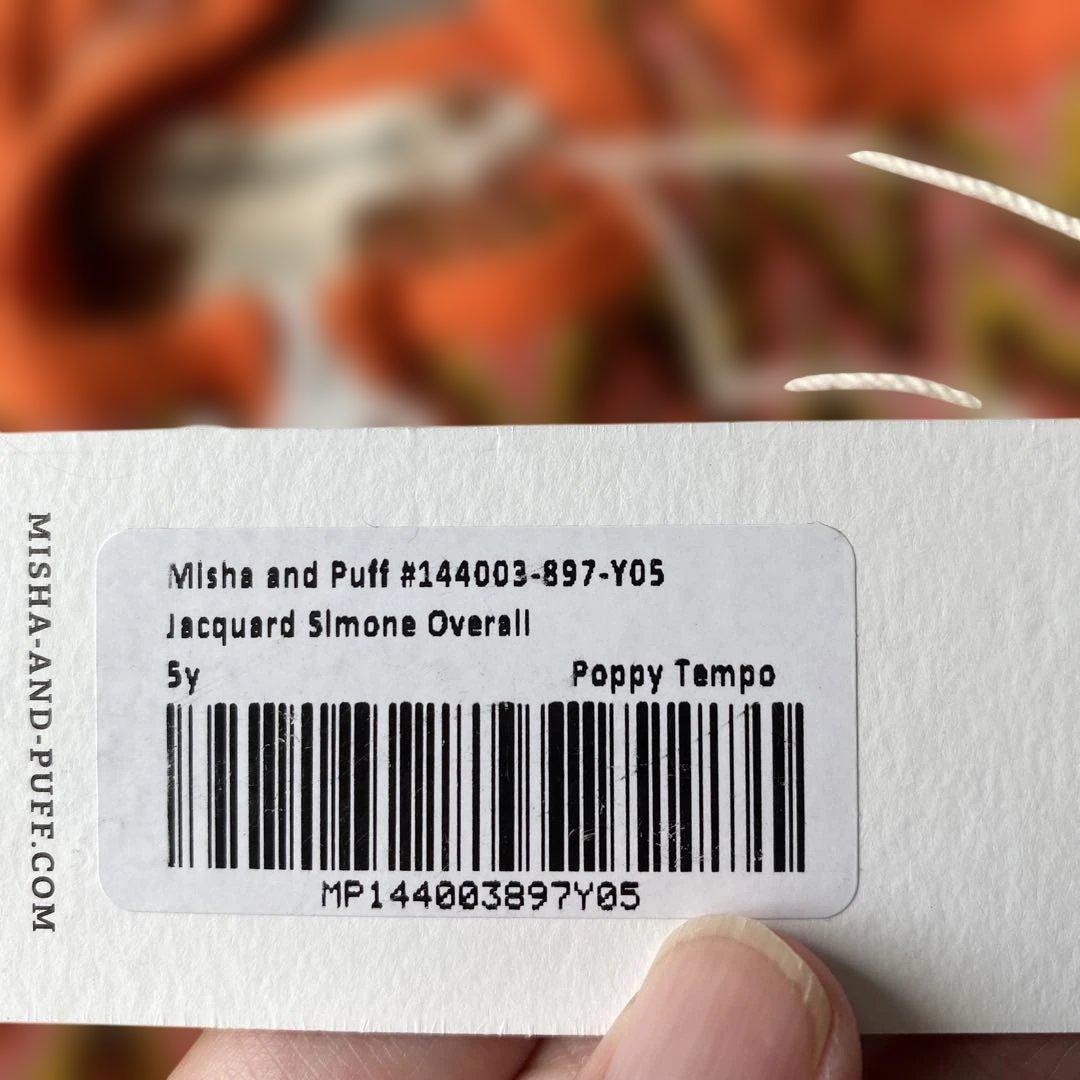 MISHA-AND-PUFF.COM
Misha and Puff #144003-897-Y05
Jacquard Simone Overall
5y Poppy Tempo
MP144003897Y05